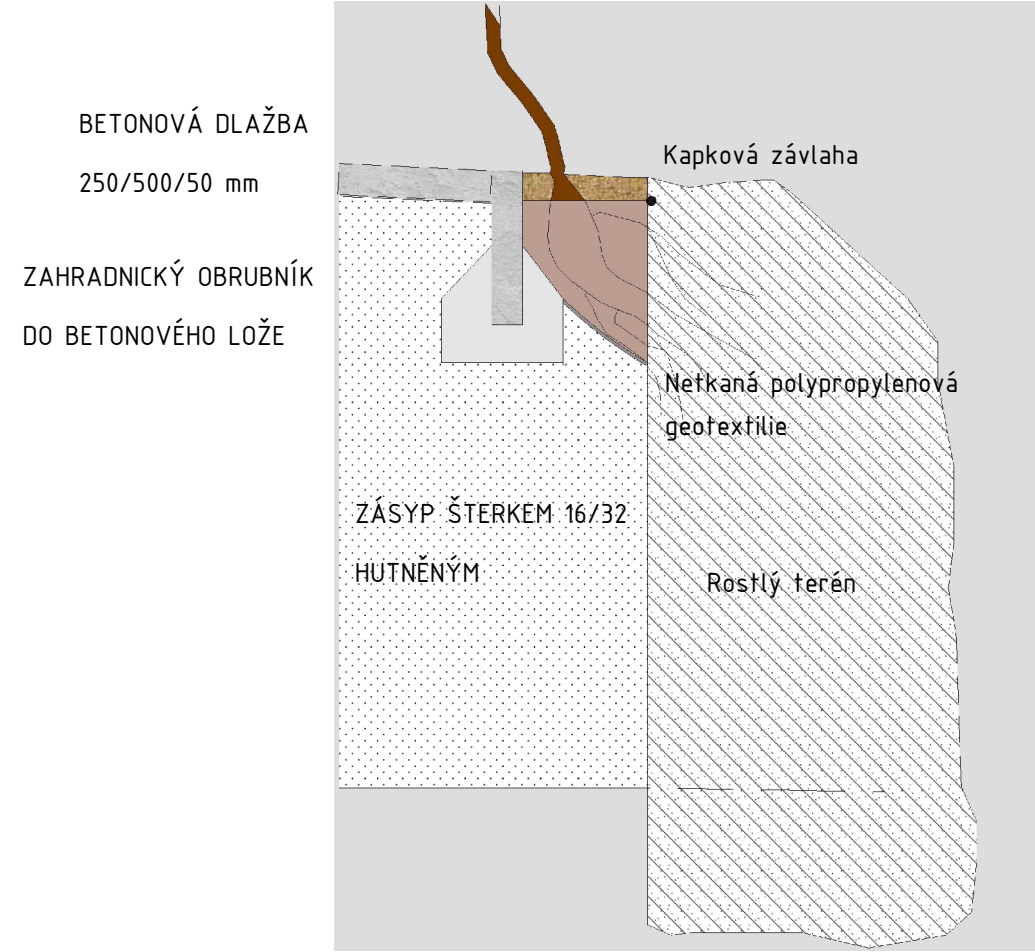 BETONOVÁ DLAŽBA
250/500/50 mm
ZAHRADNICKÝ OBRUBNÍK
DO BETONOVÉHO LOŽE
Kapková závlaha
Netkaná polypropylenová
geotextilie
ZÁSYP ŠTERKEM 16/32
HUTNĚNÝM
Rostlý terén